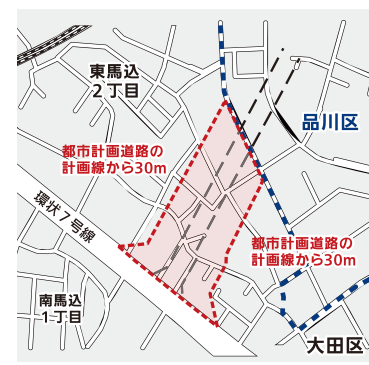 東馬込
2丁目
品川区
都市計画道路の
計画線から30m
環状7号線
都市計画道路の
計画線から30m
南馬込
1丁目
大田区